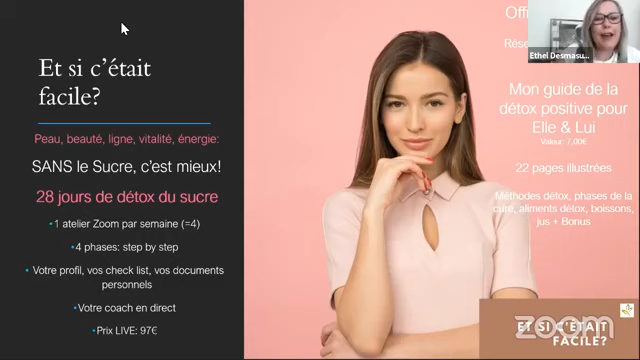 Et si c'était
facile?
Peau, beauté, ligne, vitalité, énergie:
SANS le Sucre, c'est mieux!
28 jours de détox du sucre
•1 atelier Zoom par semaine (=4)
•4 phases: step by step
• Votre profil, vos check list, vos documents
personnels
•Votre coach en direct
•Prix LIVE: 97€
Mon guide de la
détox positive pour
Elle & Lui
Valeur: 7,00€
22 pages illustrées
Méthodes détox, phases de la
cure, aliments détox, boissons,
jus + Bonus
ET SI C'ÉTAIT
FACILE?
zoom
Ethel Desmasu...